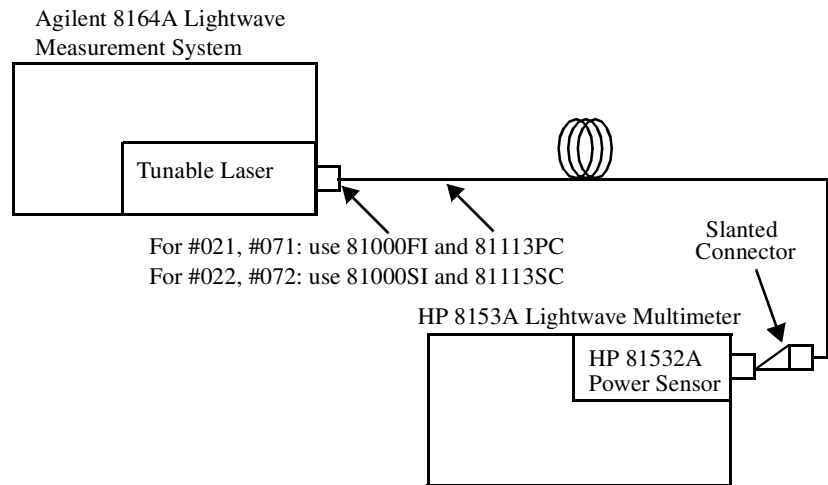 Agilent 8164A Lightwave
Measurement System
Tunable Laser
For #021, #071: use 81000FI and 81113PC
For #022, #072: use 81000SI and 81113SC
Slanted
Connector
HP 8153A Lightwave Multimeter
HP 81532A
Power Sensor